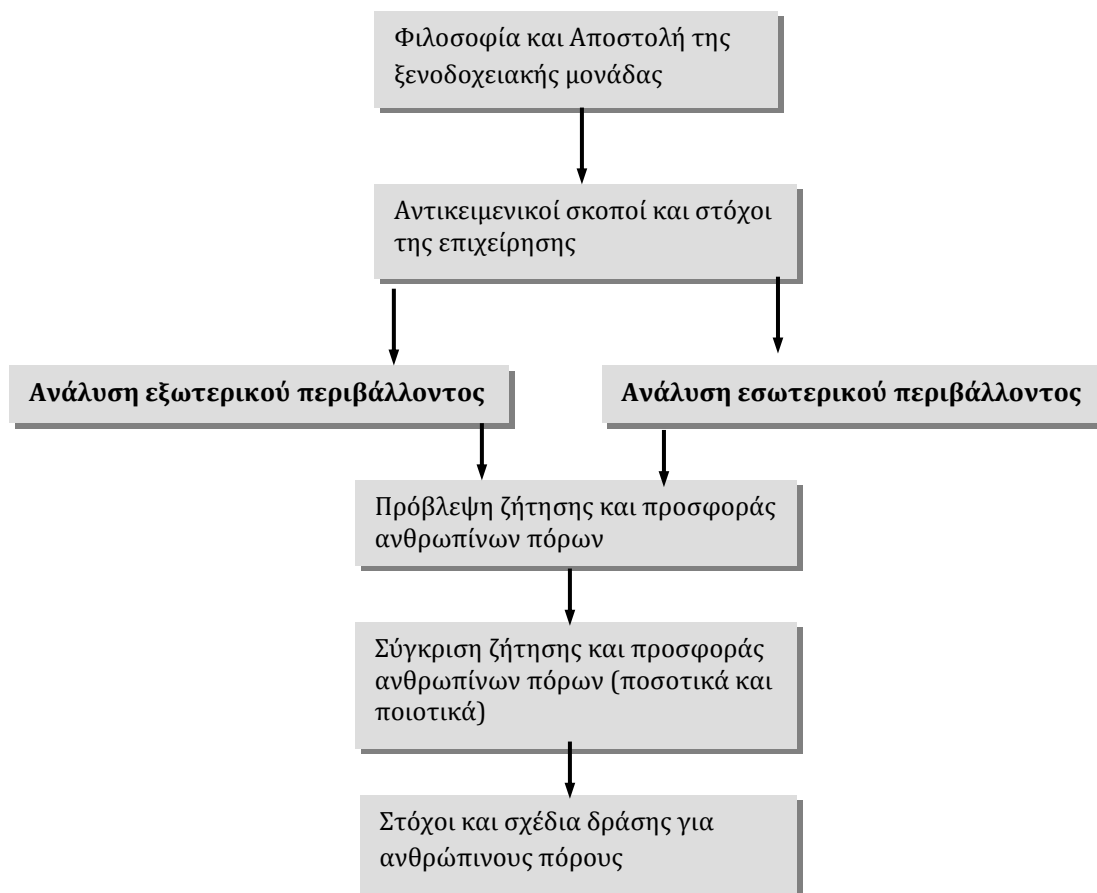 Φιλοσοφία και Αποστολή της
ξενοδοχειακής μονάδας
Αντικειμενικοί σκοποί και στόχοι
της επιχείρησης
Ανάλυση εξωτερικού περιβάλλοντος
Ανάλυση εσωτερικού περιβάλλοντος
Πρόβλεψη ζήτησης και προσφοράς
ανθρωπίνων πόρων
Σύγκριση ζήτησης και προσφοράς
ανθρωπίνων πόρων (ποσοτικά και
ποιοτικά)
Στόχοι και σχέδια δράσης για
ανθρώπινους πόρους